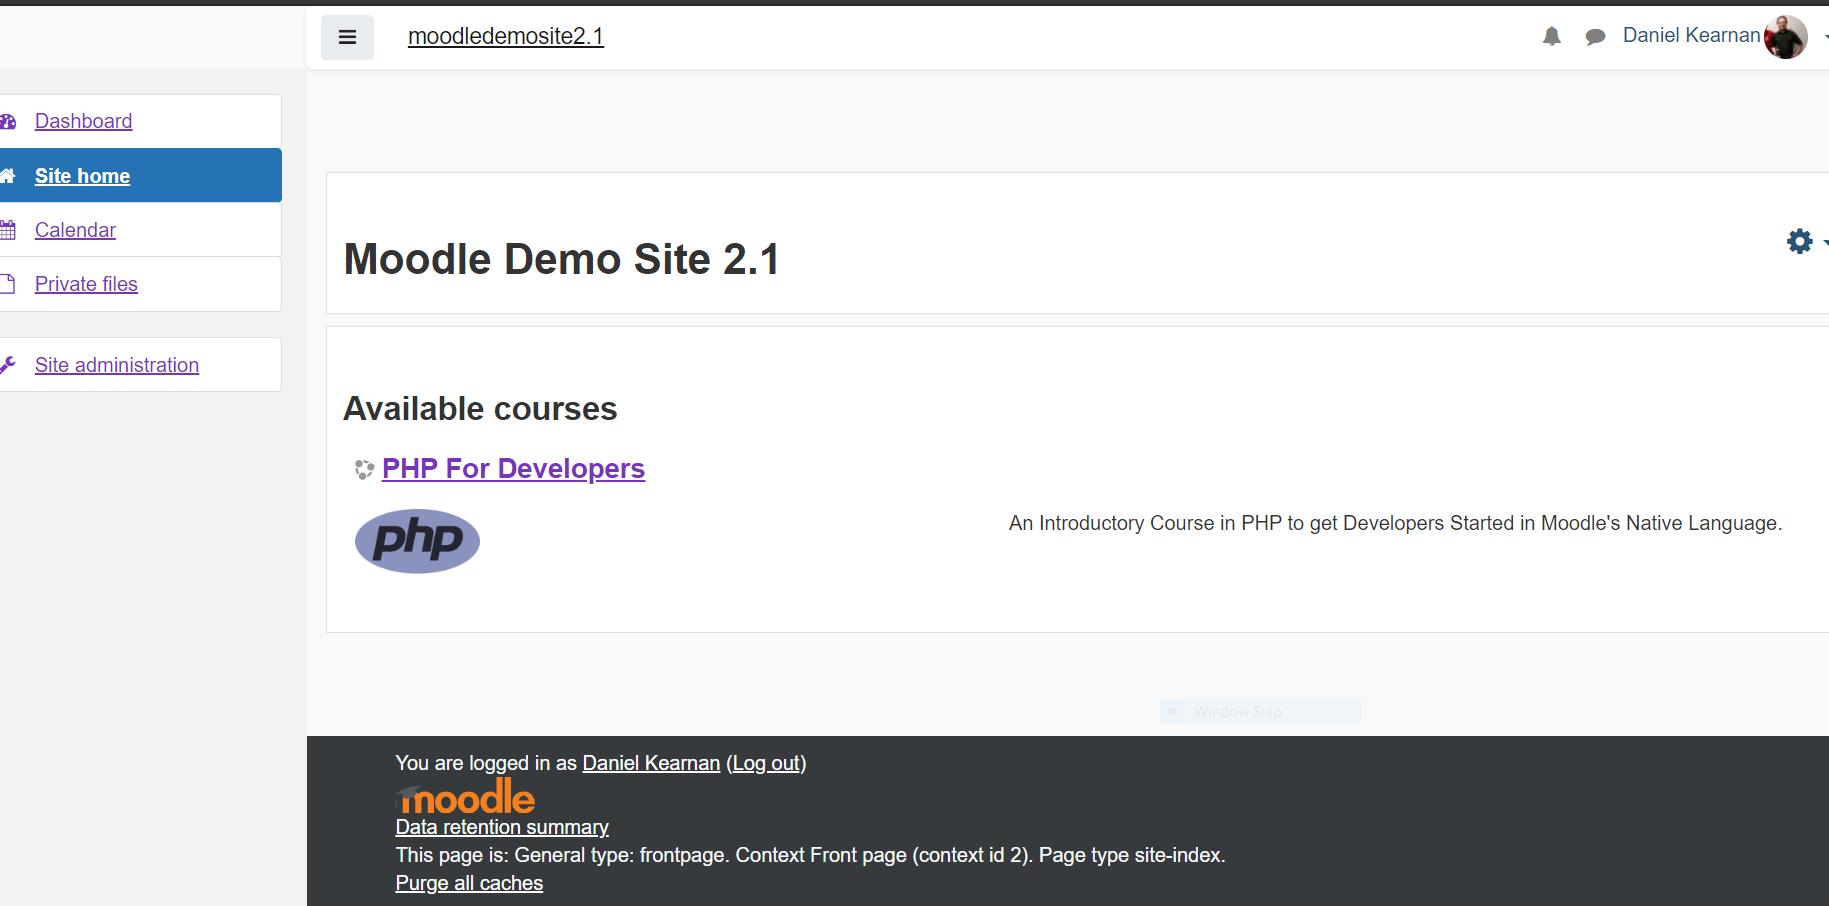 moodledemosite2.1
Daniel Kearnan
Dashboard
Site home
Calendar
Private files
Site administration
Moodle Demo Site 2.1
Available courses
PHP For Developers
php
An Introductory Course in PHP to get Developers Started in Moodle's Native Language.
Window Snip
You are logged in as Daniel Kearnan (Log out)
moodle
Data retention summary
This page is: General type: frontpage. Context Front page (context id 2). Page type site-index.
Purge all caches